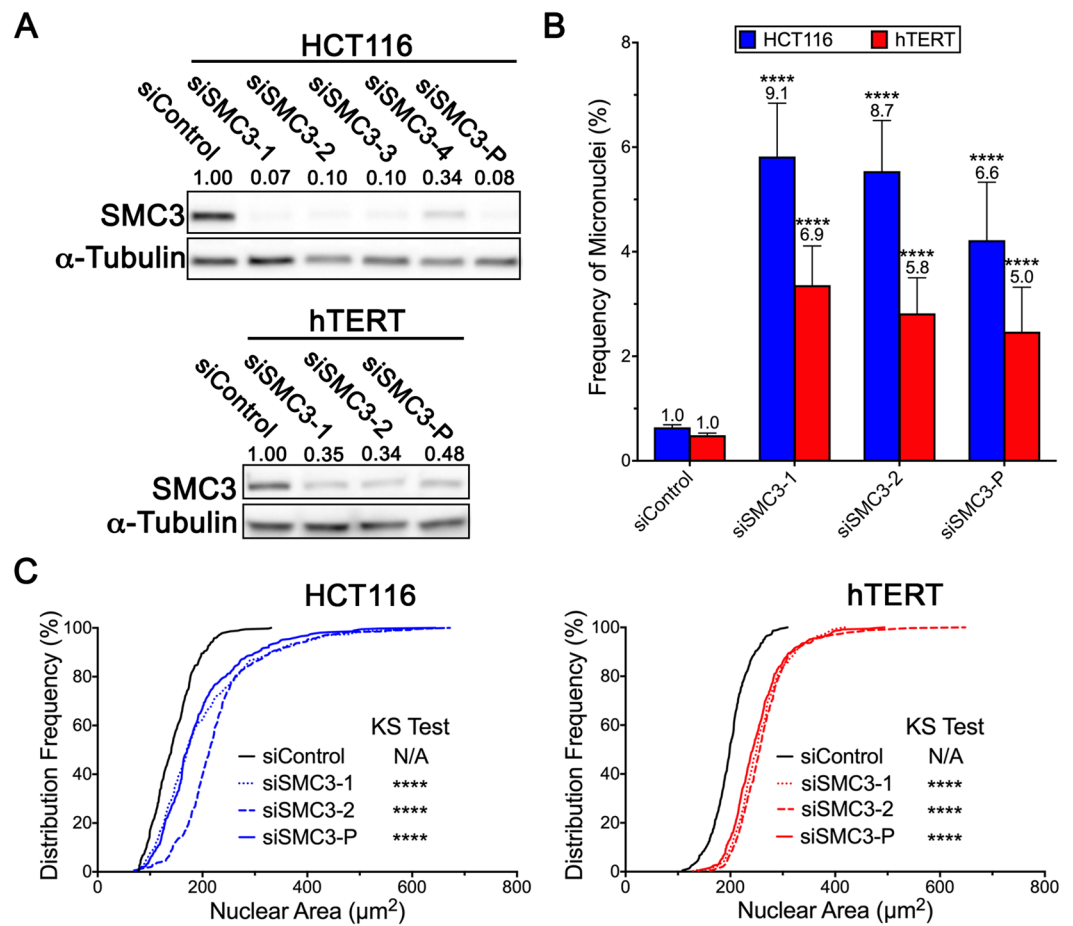 A
HCT116
siControl
siSMC3-1
siSMC3-2
siSMC3-3
siSMC3-4
siSMC3-P
1.00 0.07 0.10 0.10 0.34 0.08
SMC3
α-Tubulin
hTERT
siControl
siSMC3-1
siSMC3-2
siSMC3-P
1.00 0.35 0.34 0.48
SMC3
α-Tubulin
B
HCT116 hTERT
Frequency of Micronuclei (%)
8
6
4
2
0
1.0
1.0
****
9.1
****
6.9
****
8.7
****
5.8
****
6.6
****
5.0
siControl
siSMC3-1
siSMC3-2
siSMC3-P
C
HCT116
Distribution Frequency (%)
100
80
60
40
20
0
KS Test
siControl N/A
siSMC3-1 ****
siSMC3-2 ****
siSMC3-P ****
0 200 400 600 800
Nuclear Area (µm2)
hTERT
Distribution Frequency (%)
100
80
60
40
20
0
KS Test
siControl N/A
siSMC3-1 ****
siSMC3-2 ****
siSMC3-P ****
0 200 400 600 800
Nuclear Area (µm2)